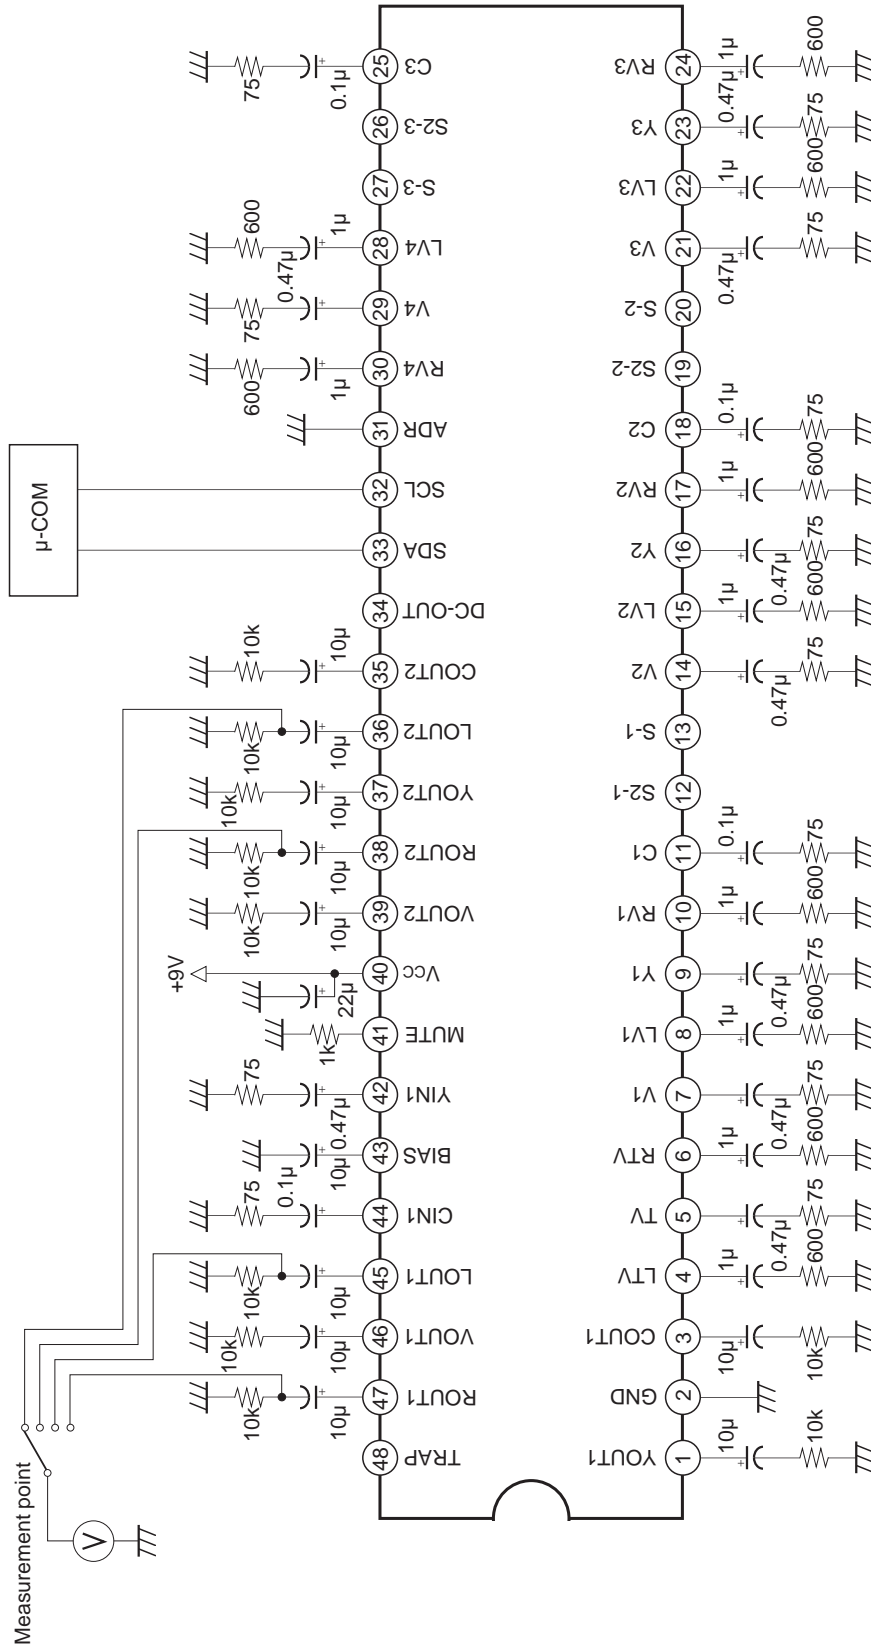 Measurement point
V
µ-COM
+9V
48 TRAP
47 ROUT1 10µ 10k
46 VOUT1 10µ 10k
45 LOUT1 10µ 10k
44 CIN1 0.1µ 75
43 BIAS 10µ
42 YIN1 0.47µ 75
41 MUTE 1k
40 Vcc 22µ
39 VOUT2 10µ 10k
38 ROUT2 10µ 10k
37 YOUT2 10µ 10k
36 LOUT2 10µ 10k
35 COUT2 10µ 10k
34 DC-OUT
33 SDA
32 SCL
31 ADR
30 RV4 1µ 600
29 V4 0.47µ 75
28 LV4 1µ 600
27 S-3
26 S2-3
25 C3 0.1µ 75
1 YOUT1 10µ 10k
2 GND
3 COUT1 10µ 10k
4 LTV 1µ 600
5 TV 0.47µ 75
6 RTV 1µ 600
7 V1 0.47µ 75
8 LV1 1µ 600
9 Y1 0.47µ 75
10 RV1 1µ 600
11 C1 0.1µ 75
12 S2-1
13 S-1
14 V2 0.47µ 75
15 LV2 1µ 600
16 Y2 0.47µ 75
17 RV2 1µ 600
18 C2 0.1µ 75
19 S2-2
20 S-2
21 V3 0.47µ 75
22 LV3 1µ 600
23 Y3 0.47µ 75
24 RV3 1µ 600